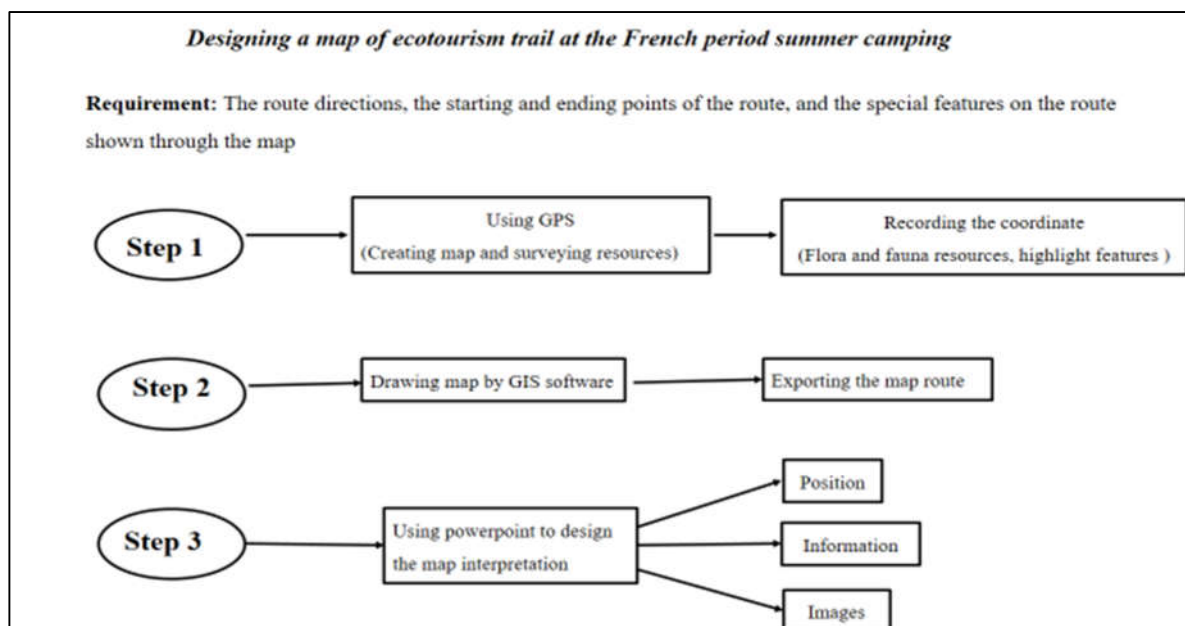 Designing a map of ecotourism trail at the French period summer camping
Requirement: The route directions, the starting and ending points of the route, and the special features on the route
shown through the map
Step 1
Using GPS
(Creating map and surveying resources)
Recording the coordinate
(Flora and fauna resources, highlight features )
Step 2
Drawing map by GIS software
Exporting the map route
Step 3
Using powerpoint to design
the map interpretation
Position
Information
Images